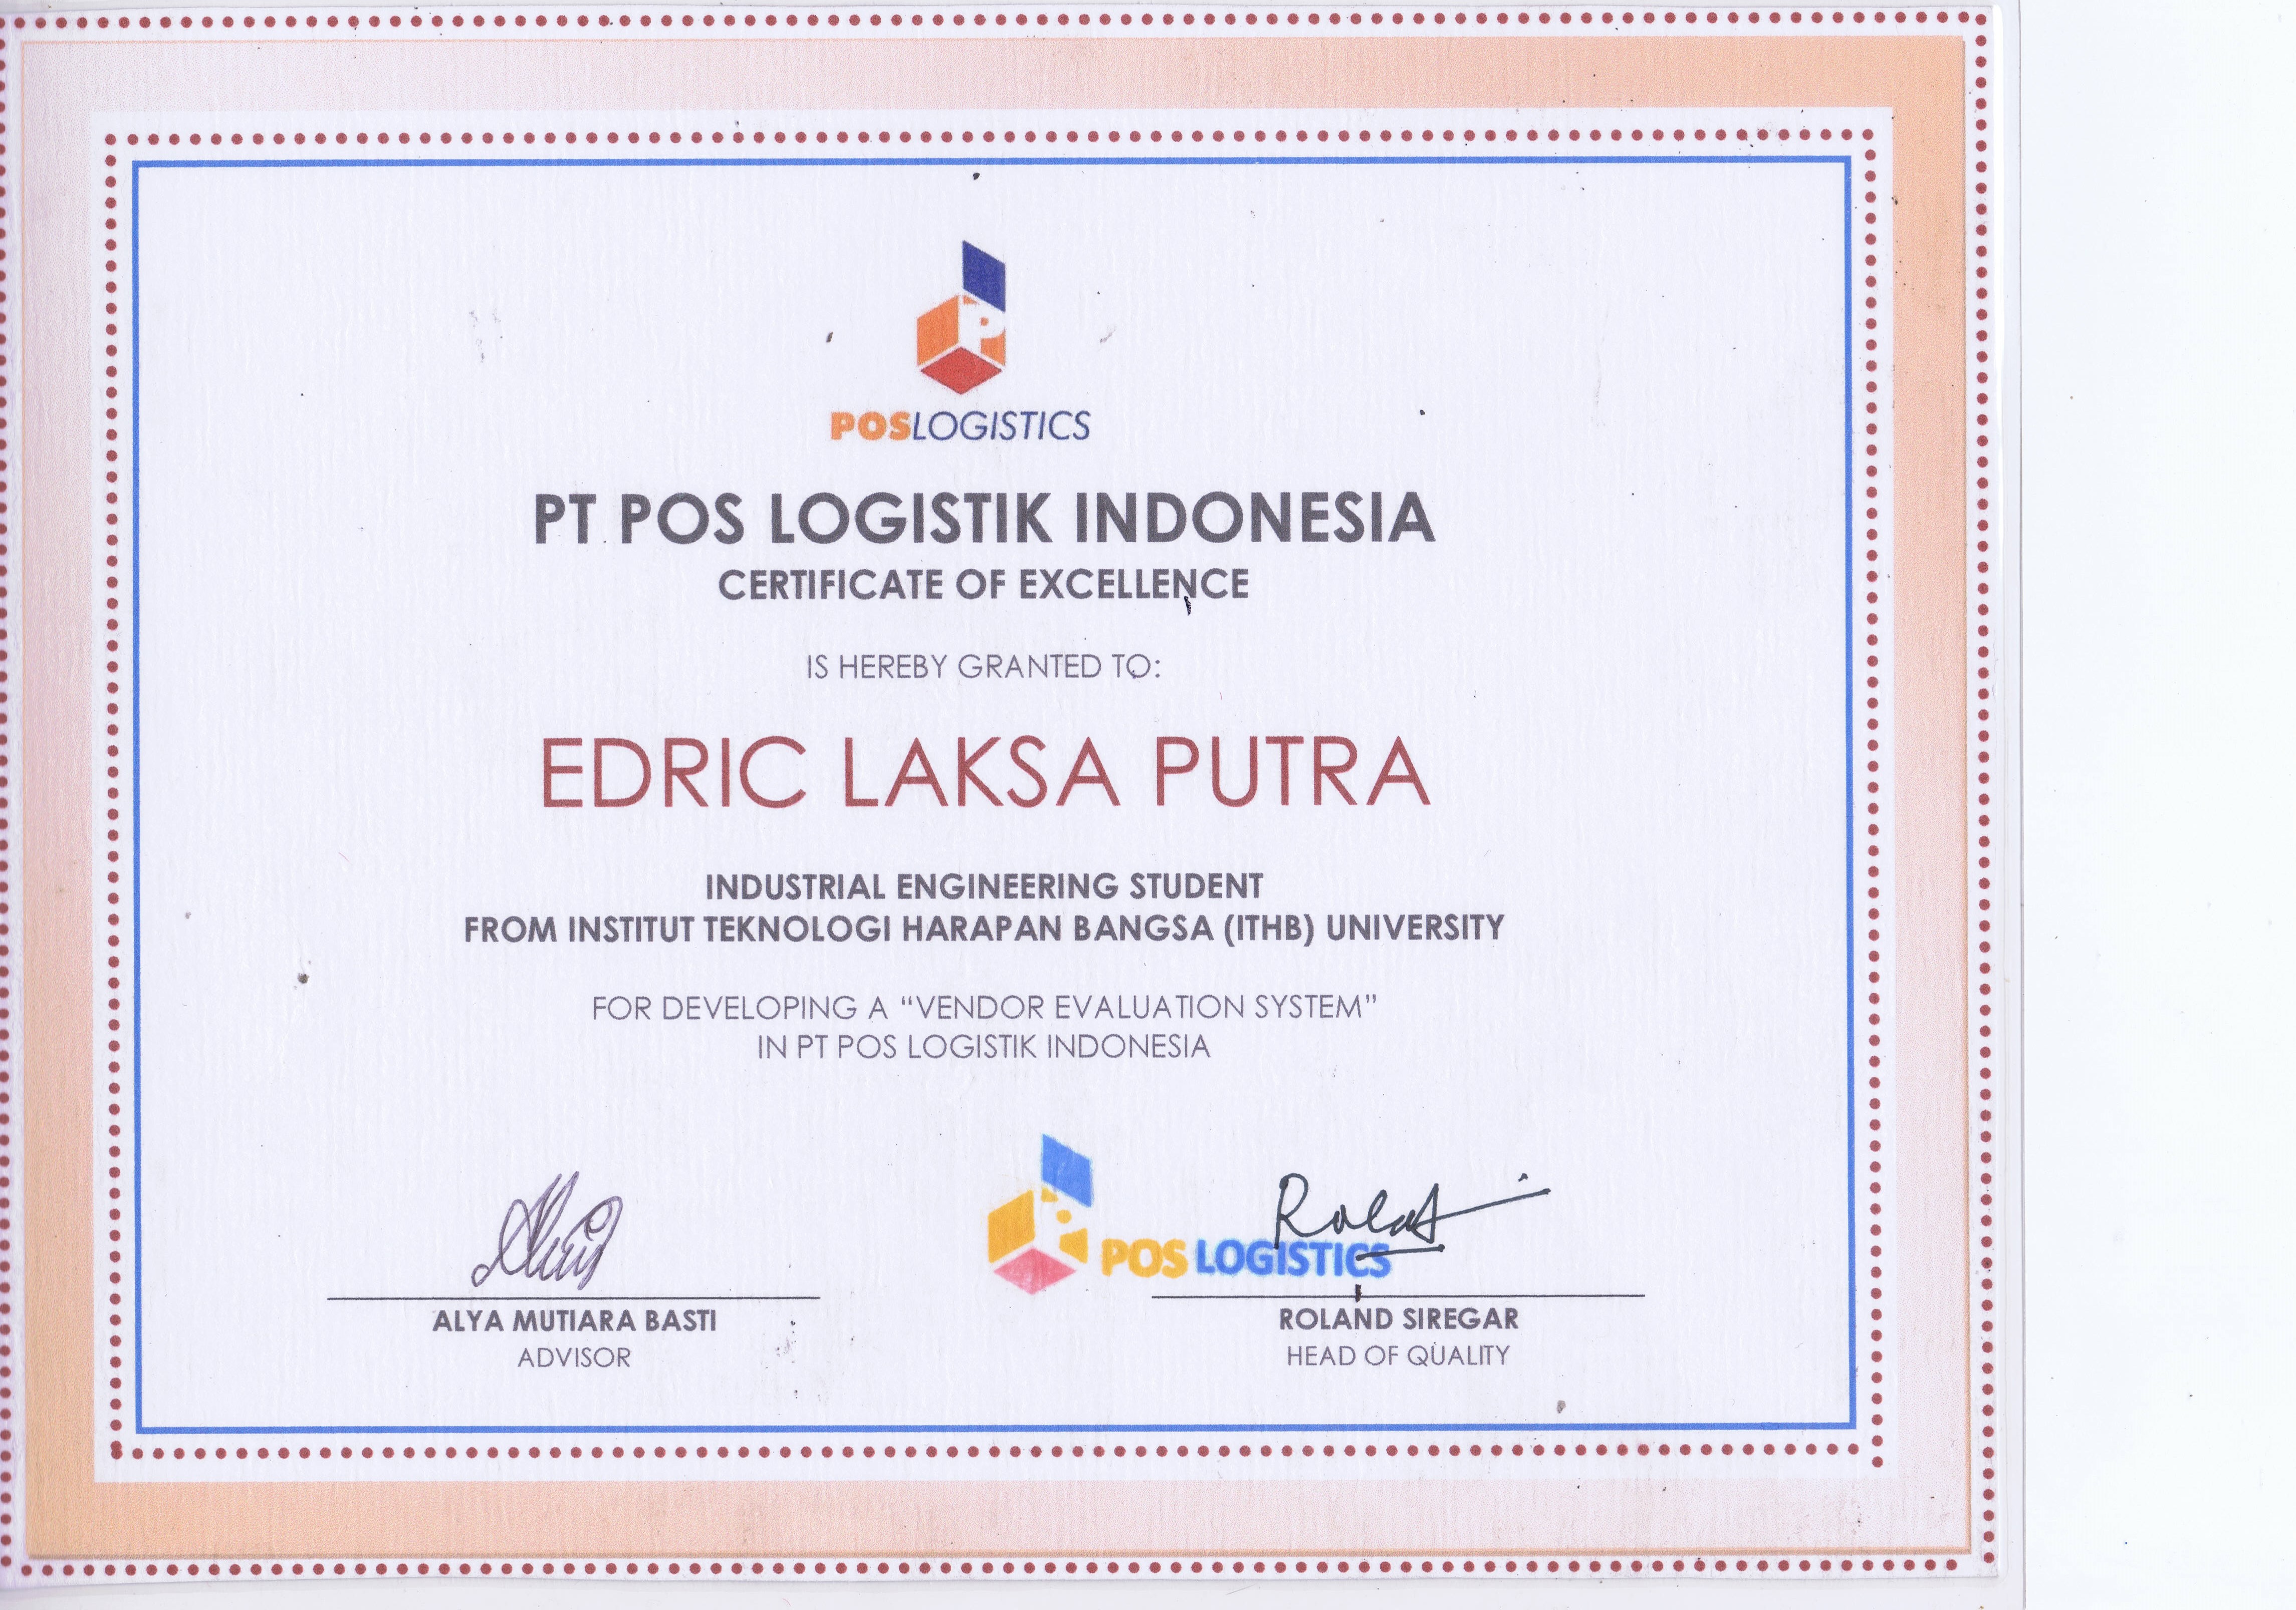 POSLOGISTICS
PT POS LOGISTIK INDONESIA
CERTIFICATE OF EXCELLENCE
IS HEREBY GRANTED TO:
EDRIC LAKSA PUTRA
INDUSTRIAL ENGINEERING STUDENT
FROM INSTITUT TEKNOLOGI HARAPAN BANGSA (ITHB) UNIVERSITY
FOR DEVELOPING A “VENDOR EVALUATION SYSTEM”
IN PT POS LOGISTIK INDONESIA
POS LOGISTICS
ALYA MUTIARA BASTI
ADVISOR
ROLAND SIREGAR
HEAD OF QUALITY